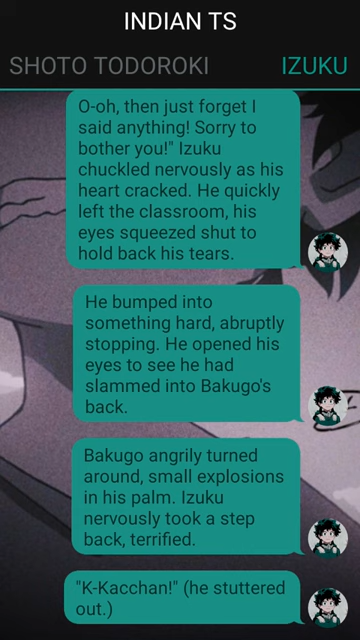 INDIAN TS
SHOTO TODOROKI IZUKU
O-oh, then just forget I
said anything! Sorry to
bother you!" Izuku
chuckled nervously as his
heart cracked. He quickly
left the classroom, his
eyes squeezed shut to
hold back his tears.
He bumped into
something hard, abruptly
stopping. He opened his
eyes to see he had
slammed into Bakugo's
back.
Bakugo angrily turned
around, small explosions
in his palm. Izuku
nervously took a step
back, terrified.
"K-Kacchan!" (he stuttered
out.)